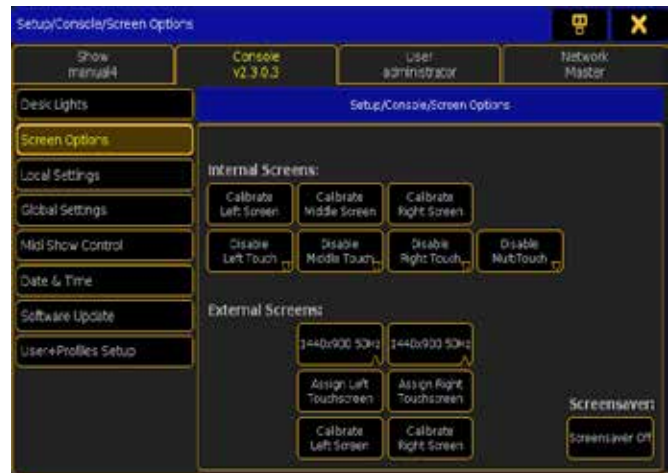 Setup/Console/Screen Options
Show
manual4
Console
v2.3.0.3
User
administrator
Network
Master
Desk Lights
Setup/Console/Screen Options
Screen Options
Local Settings
Global Settings
Midi Show Control
Date & Time
Software Update
User+Profiles Setup
Internal Screens:
Calibrate
Left Screen
Calibrate
Middle Screen
Calibrate
Right Screen
Disable
Left Touch
Disable
Middle Touch
Disable
Right Touch
Disable
MultiTouch
External Screens:
1440x900 50Hz
1440x900 50Hz
Assign Left
Touchscreen
Assign Right
Touchscreen
Calibrate
Left Screen
Calibrate
Right Screen
Screensaver:
Screensaver Off